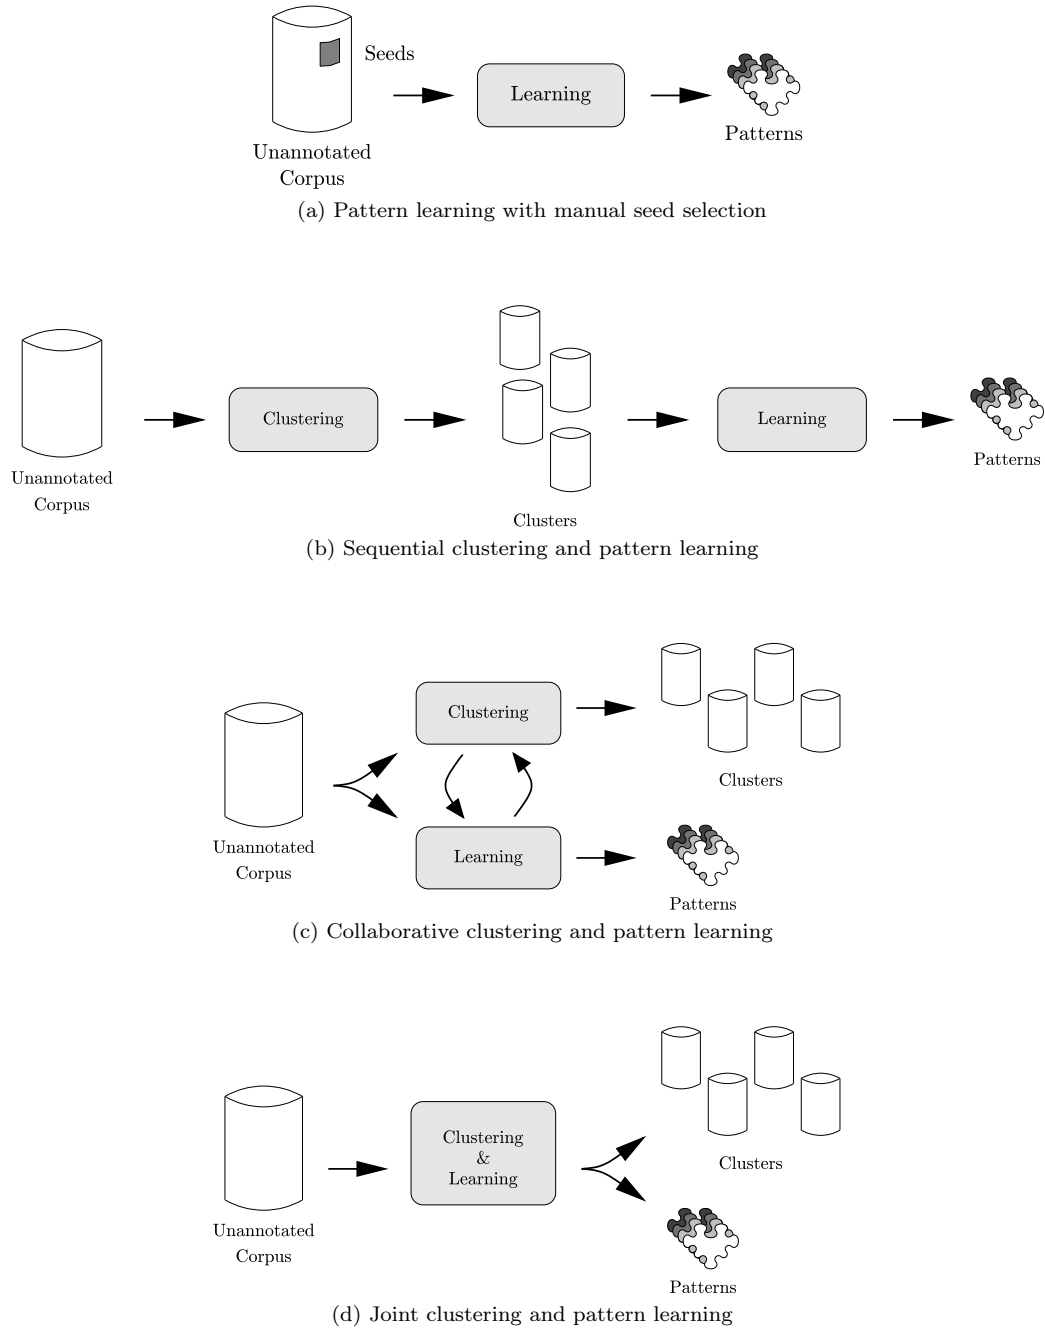 Seeds
Learning
Patterns
Unannotated
Corpus
(a) Pattern learning with manual seed selection
Clustering
Learning
Unannotated
Corpus
Patterns
Clusters
(b) Sequential clustering and pattern learning
Clustering
Clusters
Unannotated
Corpus
Learning
Patterns
(c) Collaborative clustering and pattern learning
Clustering
&
Learning
Clusters
Unannotated
Corpus
Patterns
(d) Joint clustering and pattern learning